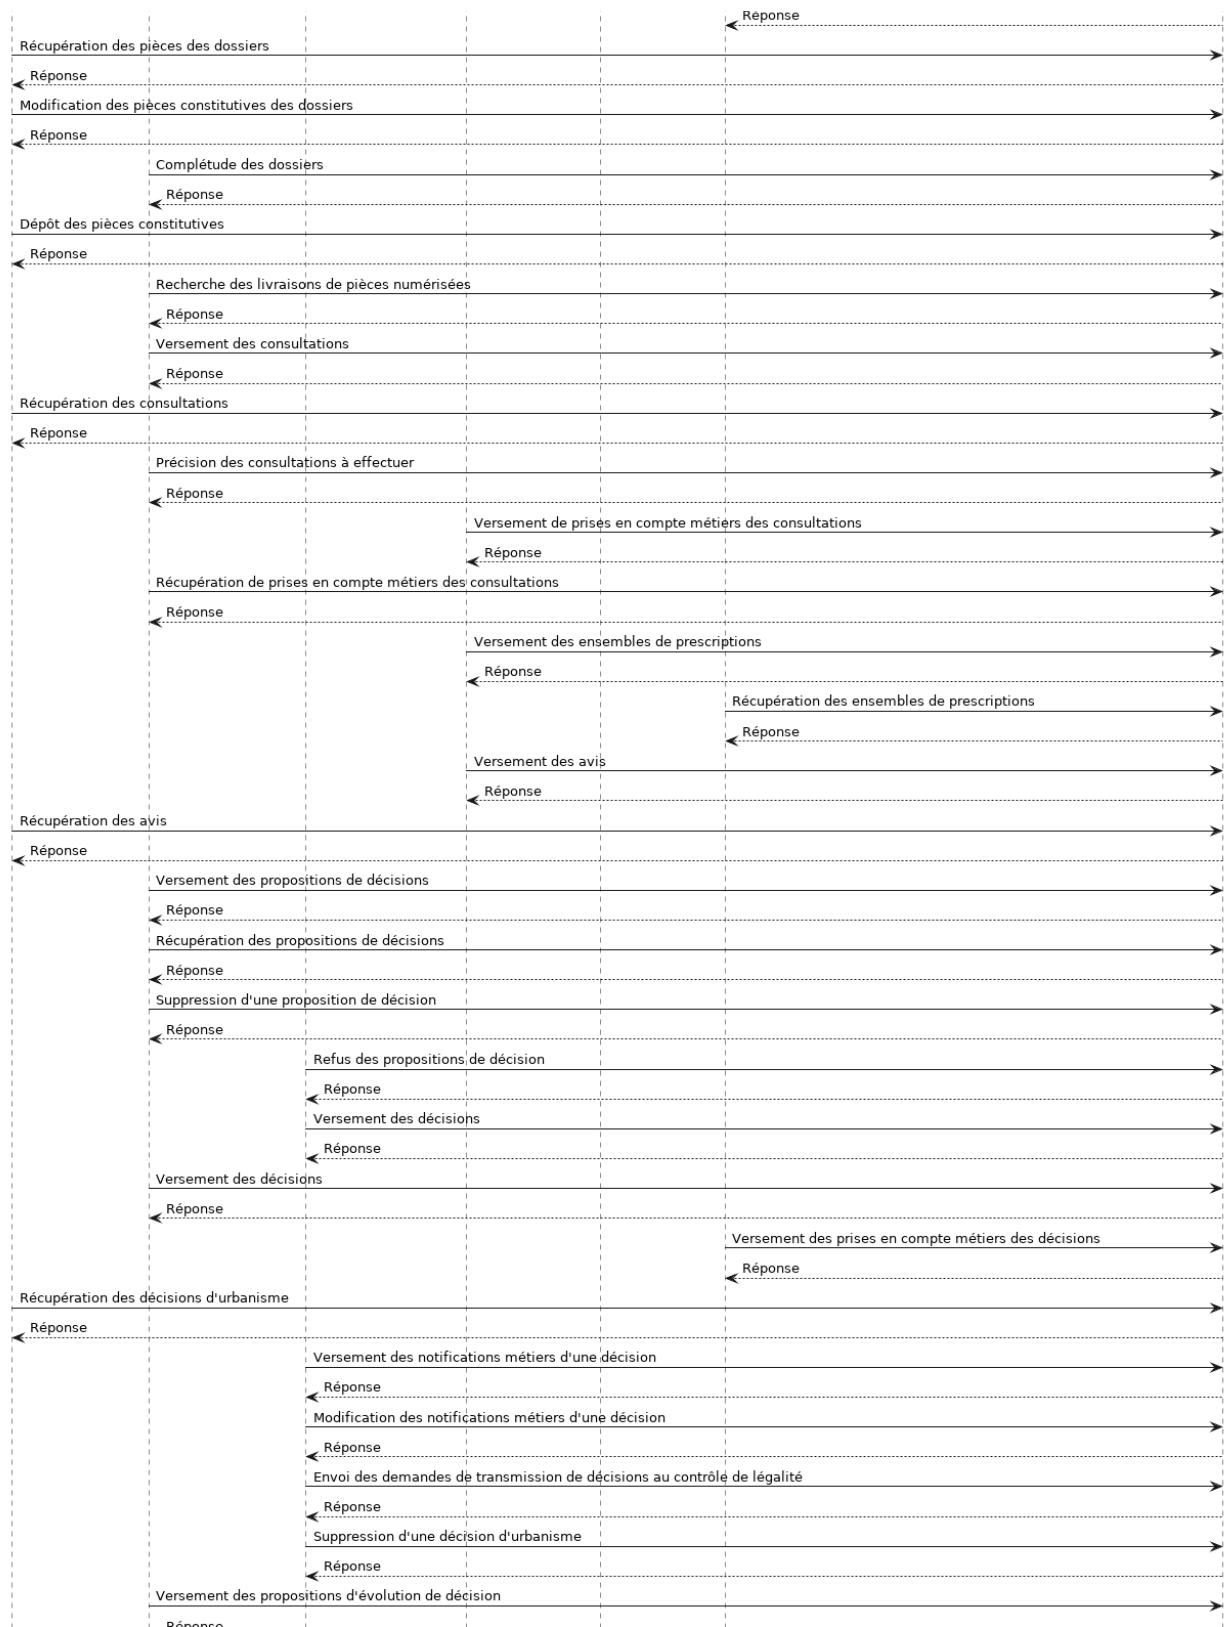 Réponse
Récupération des pièces des dossiers
Réponse
Modification des pièces constitutives des dossiers
Réponse
Complétude des dossiers
Réponse
Dépôt des pièces constitutives
Réponse
Recherche des livraisons de pièces numérisées
Réponse
Versement des consultations
Réponse
Récupération des consultations
Réponse
Précision des consultations à effectuer
Réponse
Versement de prises en compte métiers des consultations
Réponse
Récupération de prises en compte métiers des consultations
Réponse
Versement des ensembles de prescriptions
Réponse
Récupération des ensembles de prescriptions
Réponse
Versement des avis
Réponse
Récupération des avis
Réponse
Versement des propositions de décisions
Réponse
Récupération des propositions de décisions
Réponse
Suppression d'une proposition de décision
Réponse
Refus des propositions de décision
Réponse
Versement des décisions
Réponse
Versement des décisions
Réponse
Versement des prises en compte métiers des décisions
Réponse
Récupération des décisions d'urbanisme
Réponse
Versement des notifications métiers d'une décision
Réponse
Modification des notifications métiers d'une décision
Réponse
Envoi des demandes de transmission de décisions au contrôle de légalité
Réponse
Suppression d'une décision d'urbanisme
Réponse
Versement des propositions d'évolution de décision
Réponse